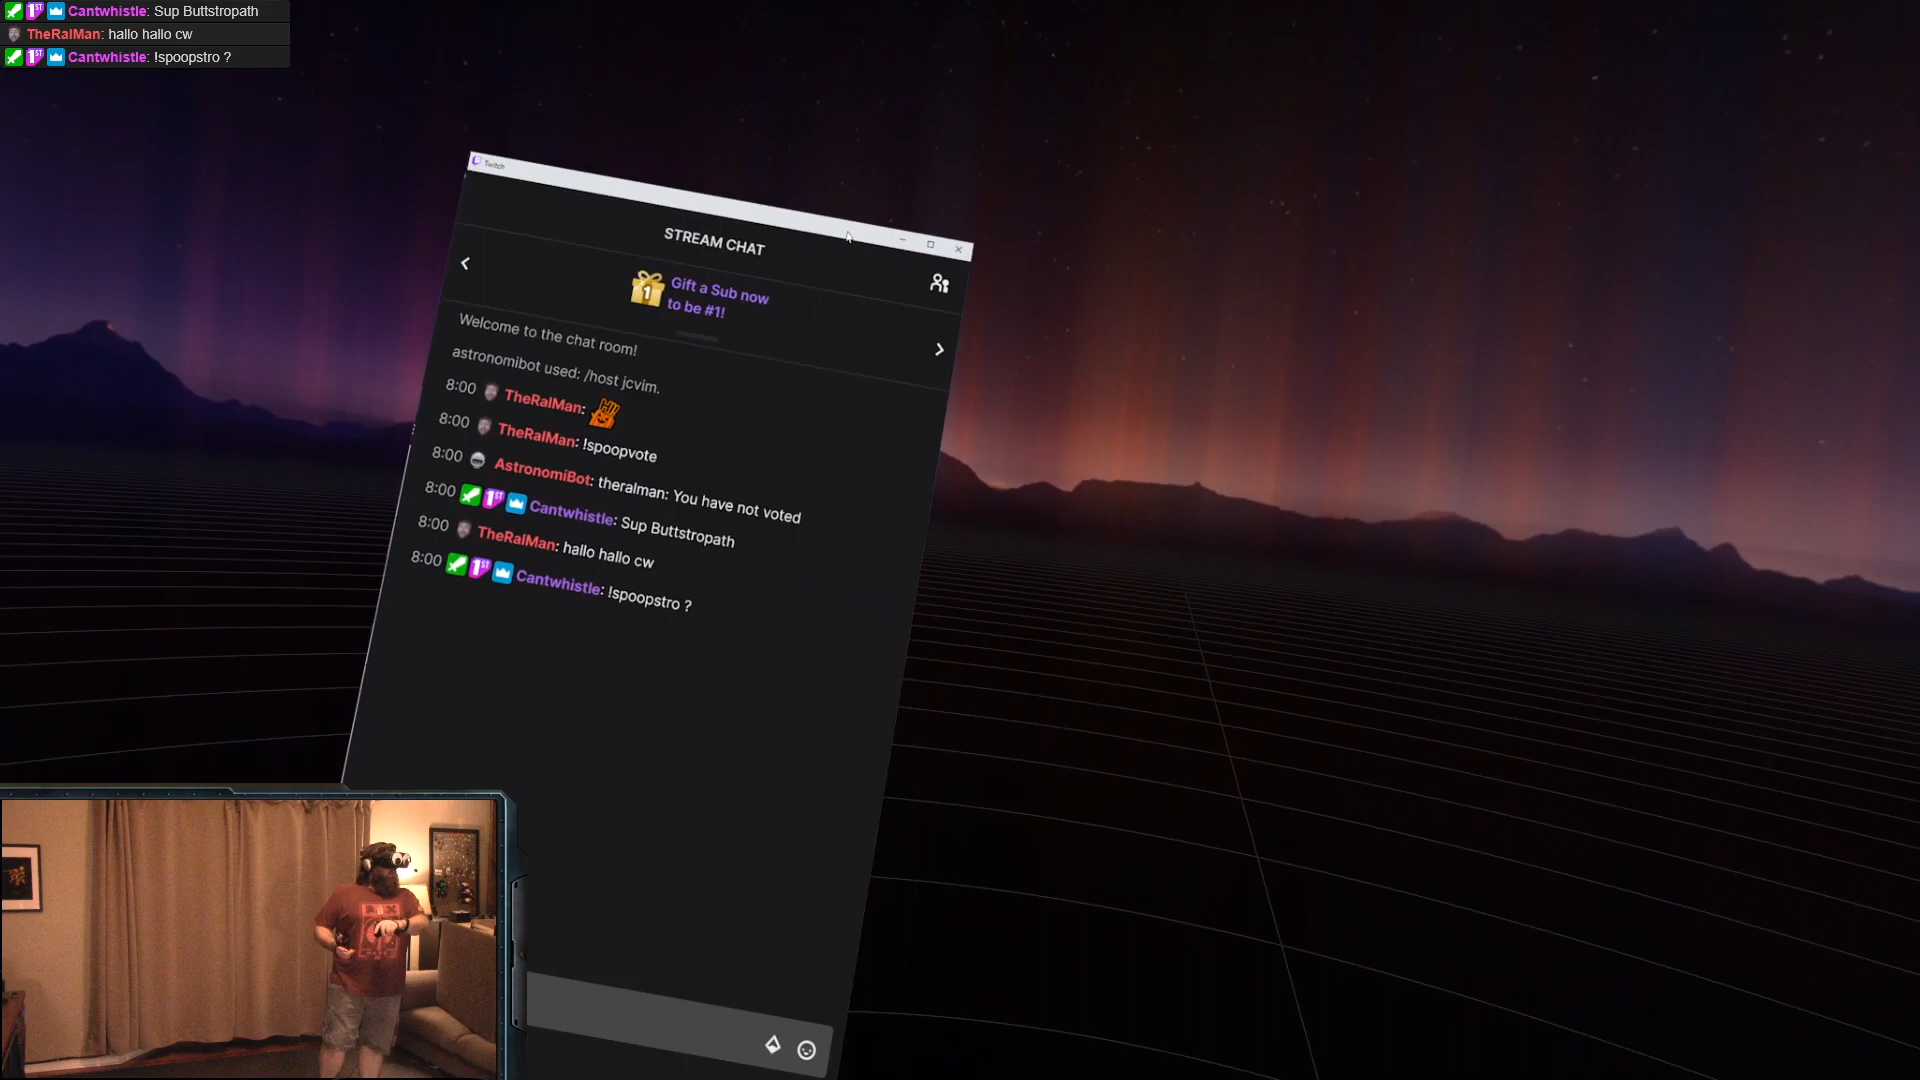 Cantwhistle: Sup Buttstropath
TheRalMan: hallo hallo cw
Cantwhistle: !spoopstro ?
Twitch
STREAM CHAT
1 Gift a Sub now
to be #1!
Welcome to the chat room!
astronomibot used: /host jcvim.
8:00 TheRalMan:
8:00 TheRalMan: !spoopvote
8:00 AstronomiBot: theralman: You have not voted
8:00 1ST Cantwhistle: Sup Buttstropath
8:00 TheRalMan: hallo hallo cw
8:00 1ST Cantwhistle: !spoopstro ?